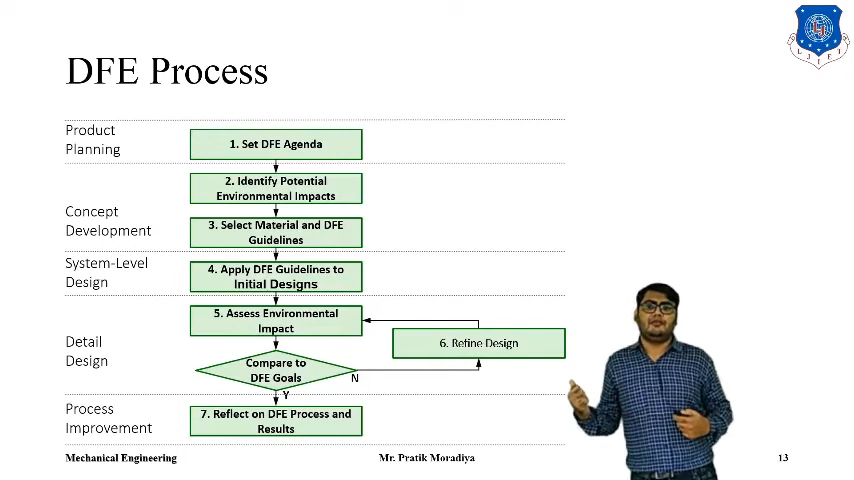 DFE Process
LJIET
Product
Planning
1. Set DFE Agenda
2. Identify Potential
Environmental Impacts
Concept
Development
3. Select Material and DFE
Guidelines
System-Level
Design
4. Apply DFE Guidelines to
Initial Designs
5. Assess Environmental
Impact
6. Refine Design
Detail
Design
Compare to
DFE Goals
N
Y
Process
Improvement
7. Reflect on DFE Process and
Results
Mechanical Engineering
Mr. Pratik Moradiya
13